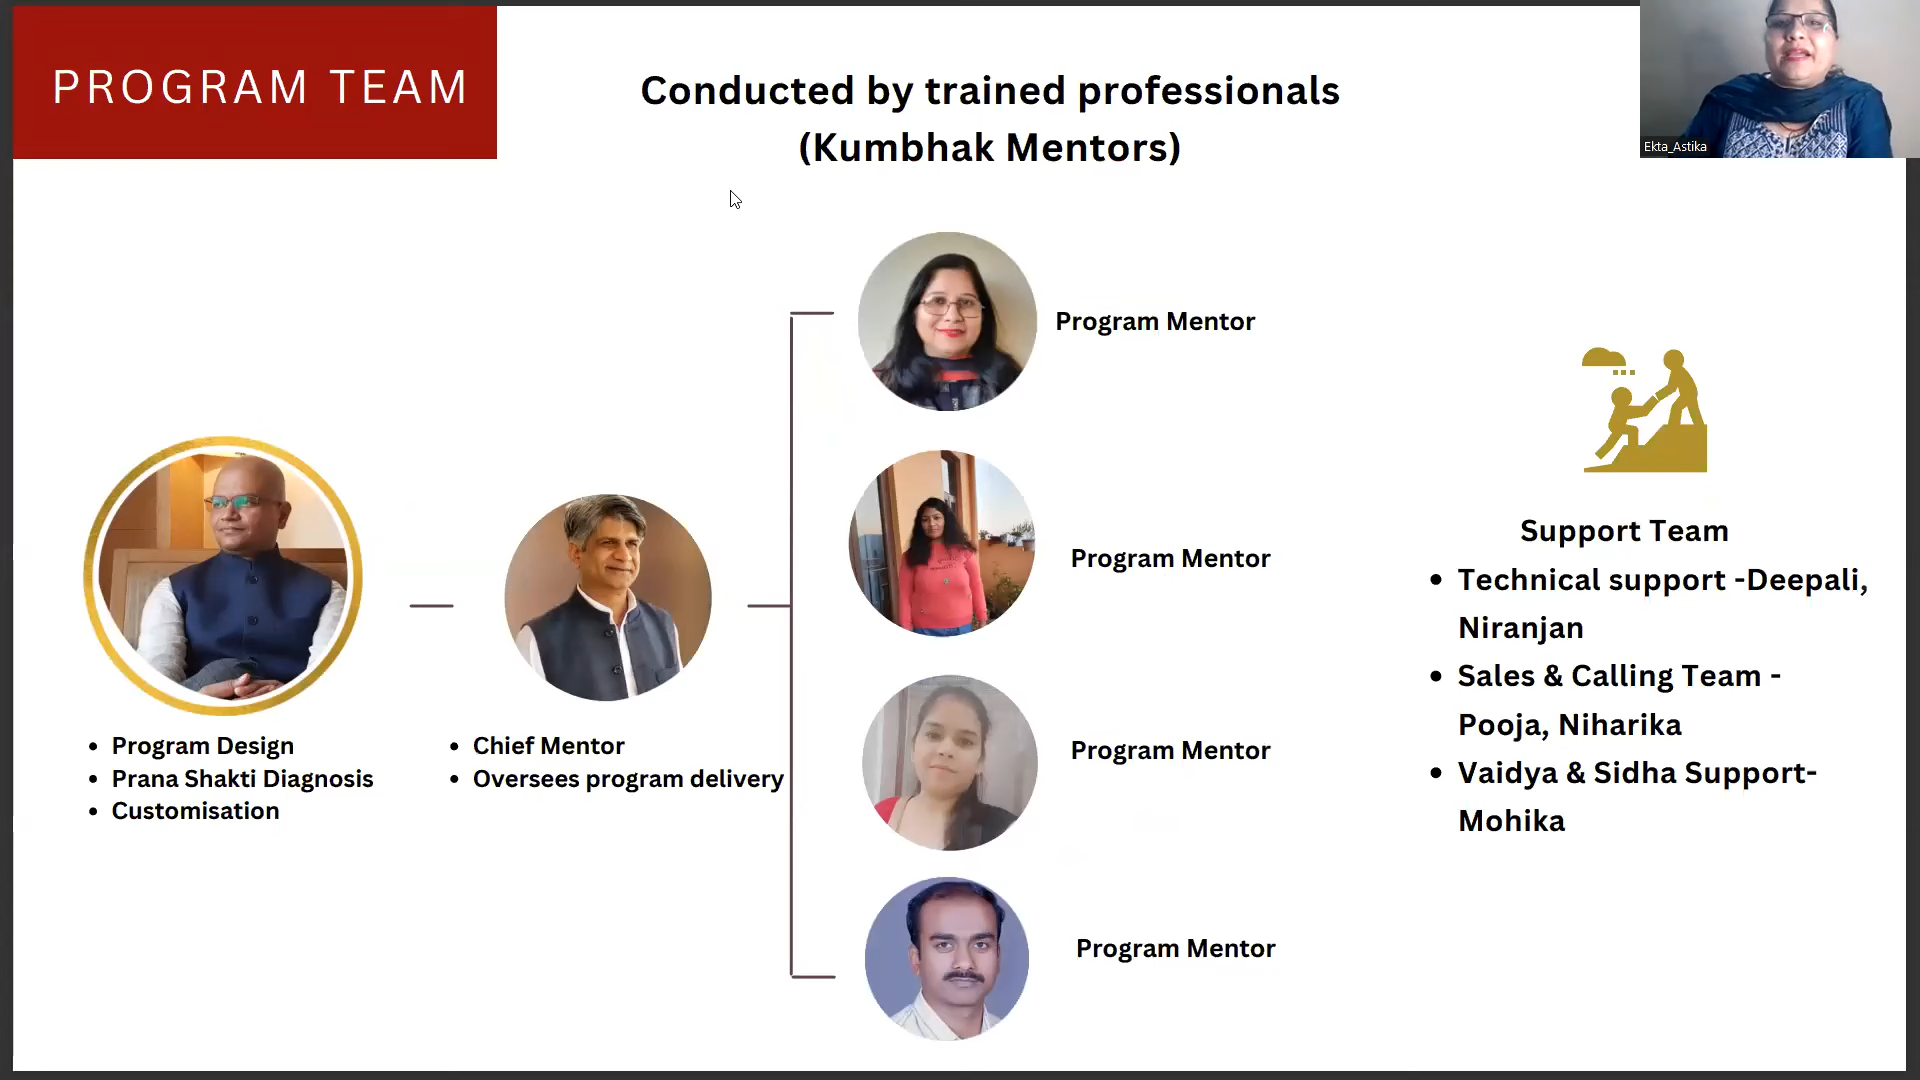 PROGRAM TEAM
Conducted by trained professionals
(Kumbhak Mentors)
Ekta_Astika
Program Mentor
Program Mentor
Program Mentor
Program Mentor
• Program Design
• Prana Shakti Diagnosis
• Customisation
• Chief Mentor
• Oversees program delivery
Support Team
• Technical support -Deepali,
Niranjan
• Sales & Calling Team -
Pooja, Niharika
• Vaidya & Sidha Support-
Mohika